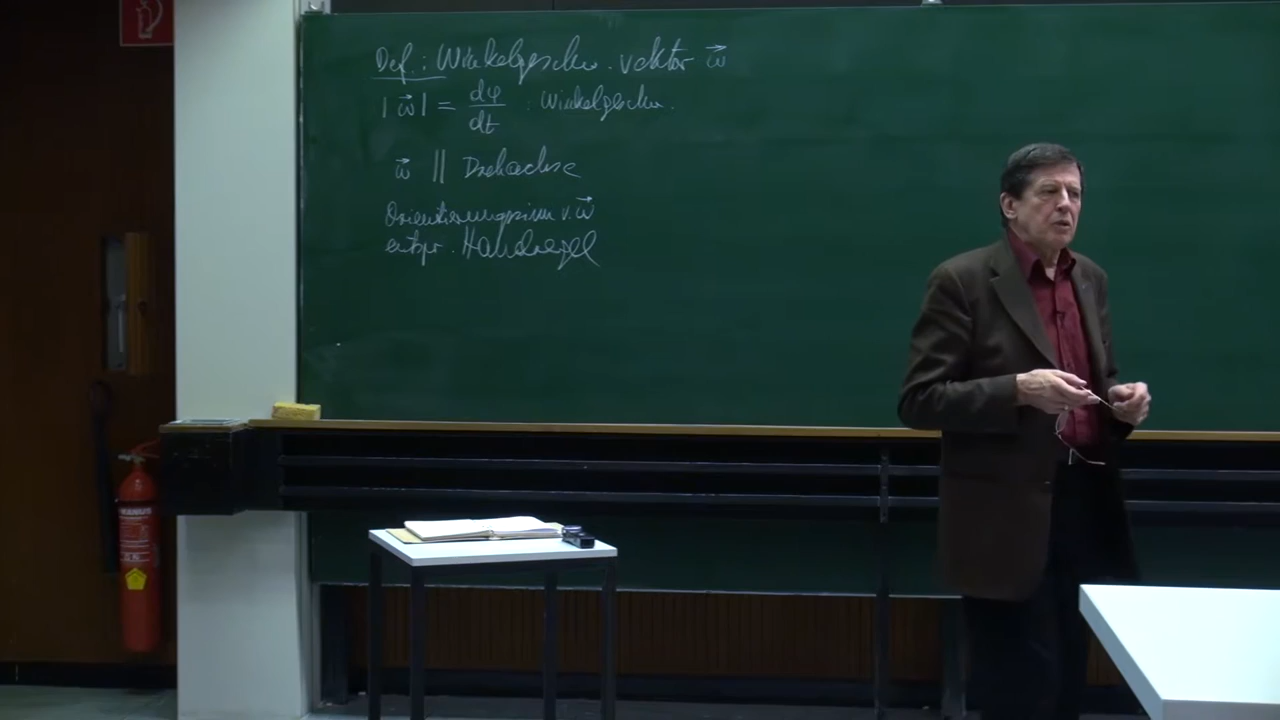 Def.: Winkelgeschw.vektor ω⃗
|ω⃗| = dφ/dt : Winkelgeschw.
ω⃗ || Drehachse
Orientierungssinn v. ω⃗
entspr. Handregel